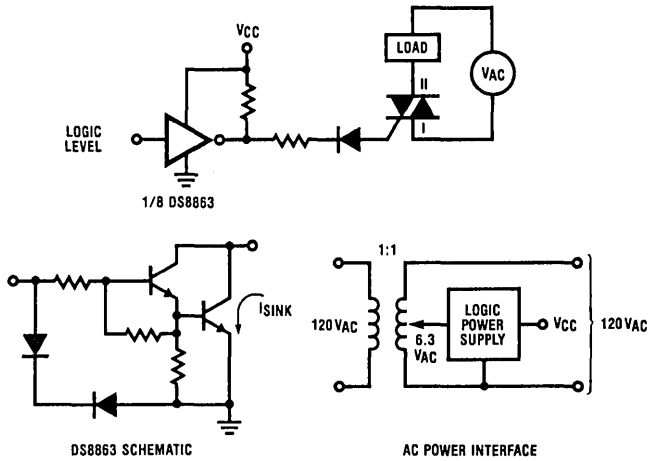 VCC
LOAD
VAC
II
I
LOGIC
LEVEL
1/8 DS8863
ISINK
DS8863 SCHEMATIC
1:1
120VAC
6.3
VAC
LOGIC
POWER
SUPPLY
VCC
120VAC
AC POWER INTERFACE